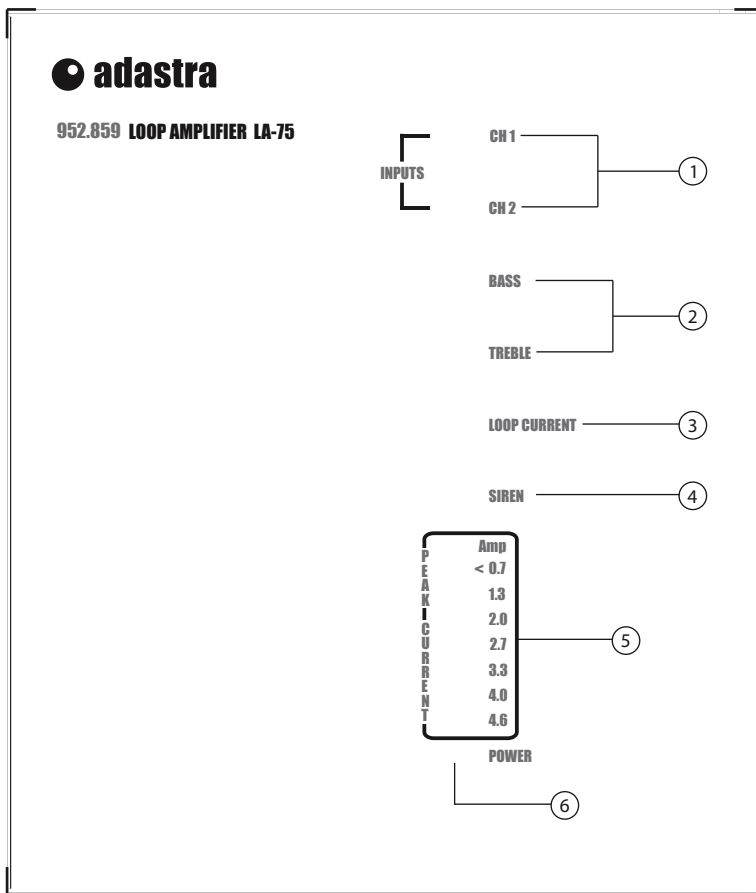 adastra
952.859 LOOP AMPLIFIER LA-75
INPUTS
CH 1
CH 2
1
BASS
TREBLE
2
LOOP CURRENT
3
SIREN
4
PEAK CURRENT
Amp
< 0.7
1.3
2.0
2.7
3.3
4.0
4.6
5
POWER
6